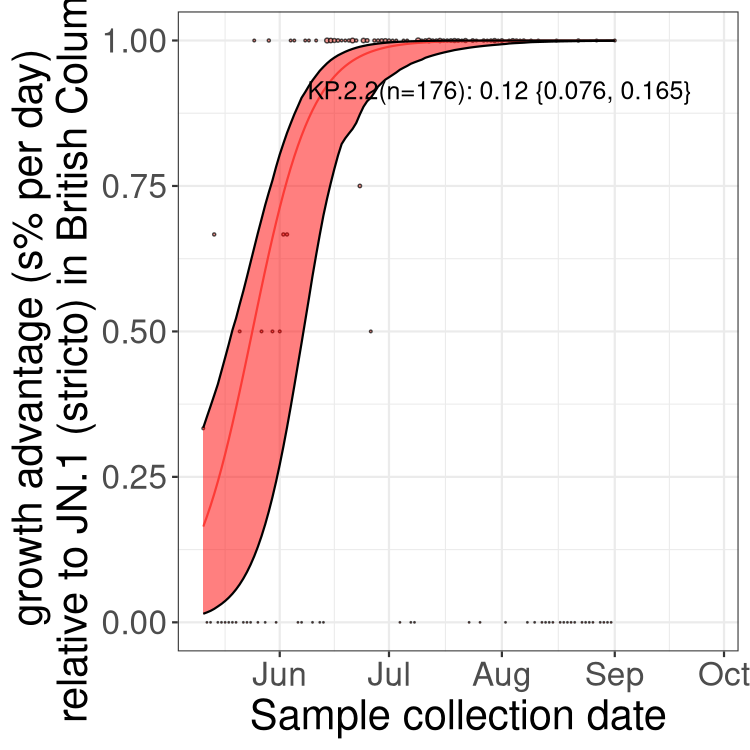 growth advantage (s% per day)
relative to JN.1 (stricto) in British Colum
1.00
0.75
0.50
0.25
0.00
KP.2.2(n=176): 0.12 {0.076, 0.165}
Jun Jul Aug Sep Oct
Sample collection date